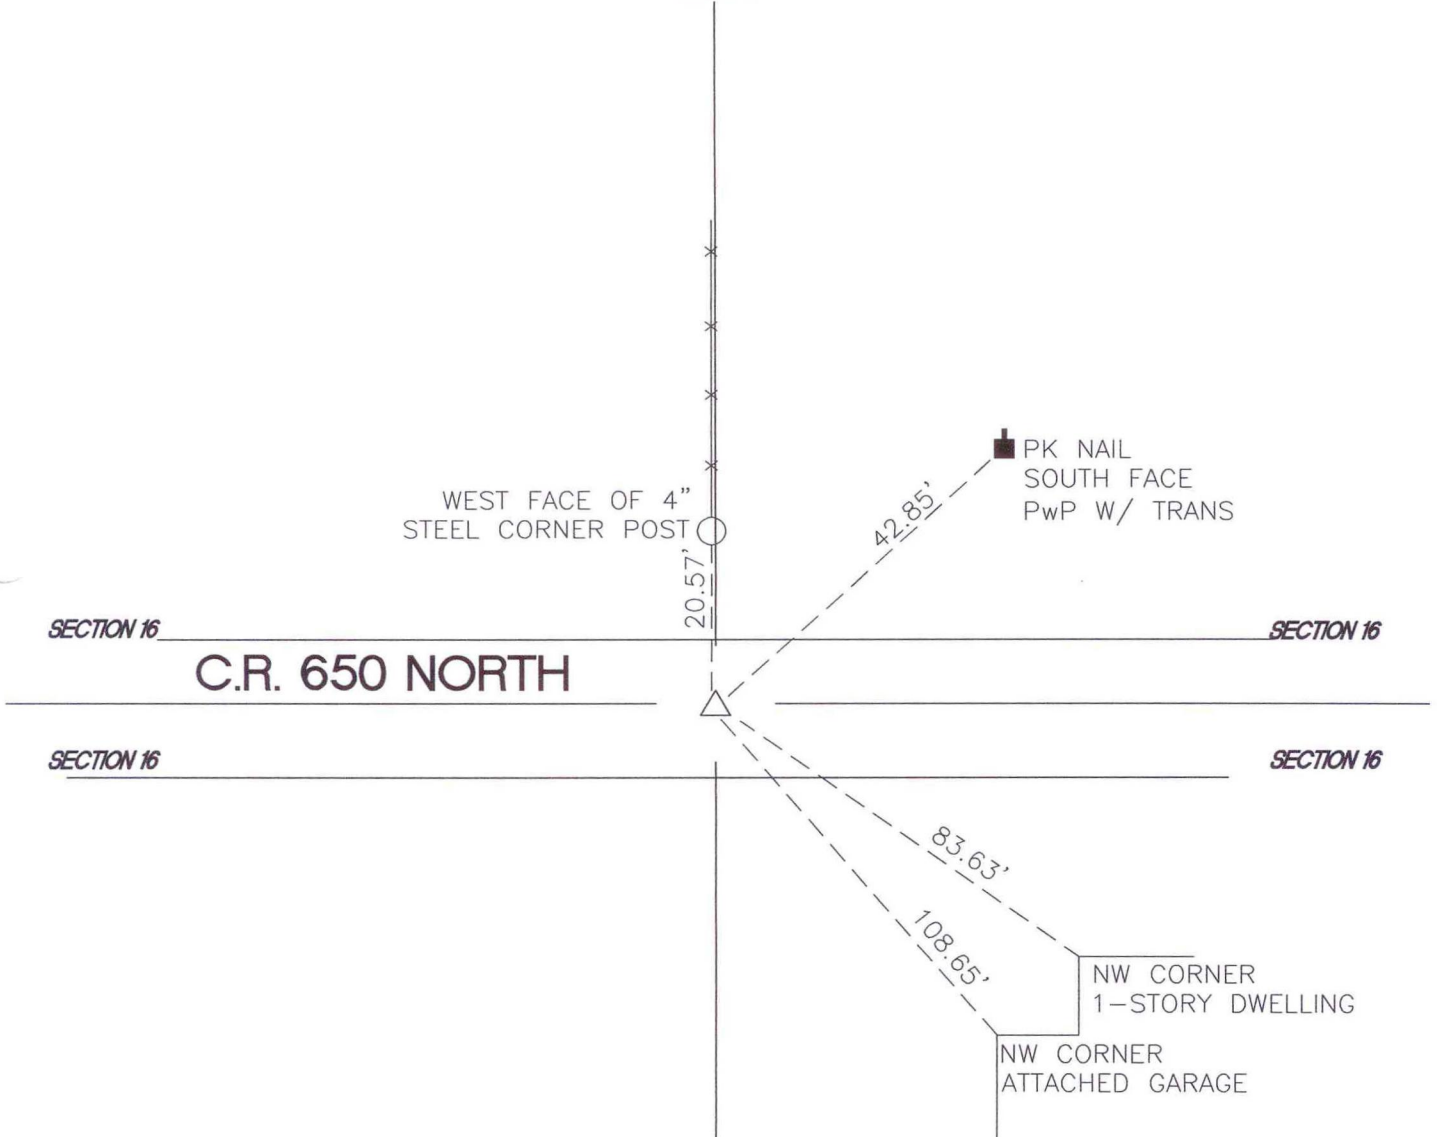 WEST FACE OF 4"
STEEL CORNER POST
20.57'
42.85'
PK NAIL
SOUTH FACE
PwP W/ TRANS
SECTION 16
SECTION 16
C.R. 650 NORTH
SECTION 16
SECTION 16
83.63'
108.65'
NW CORNER
1-STORY DWELLING
NW CORNER
ATTACHED GARAGE